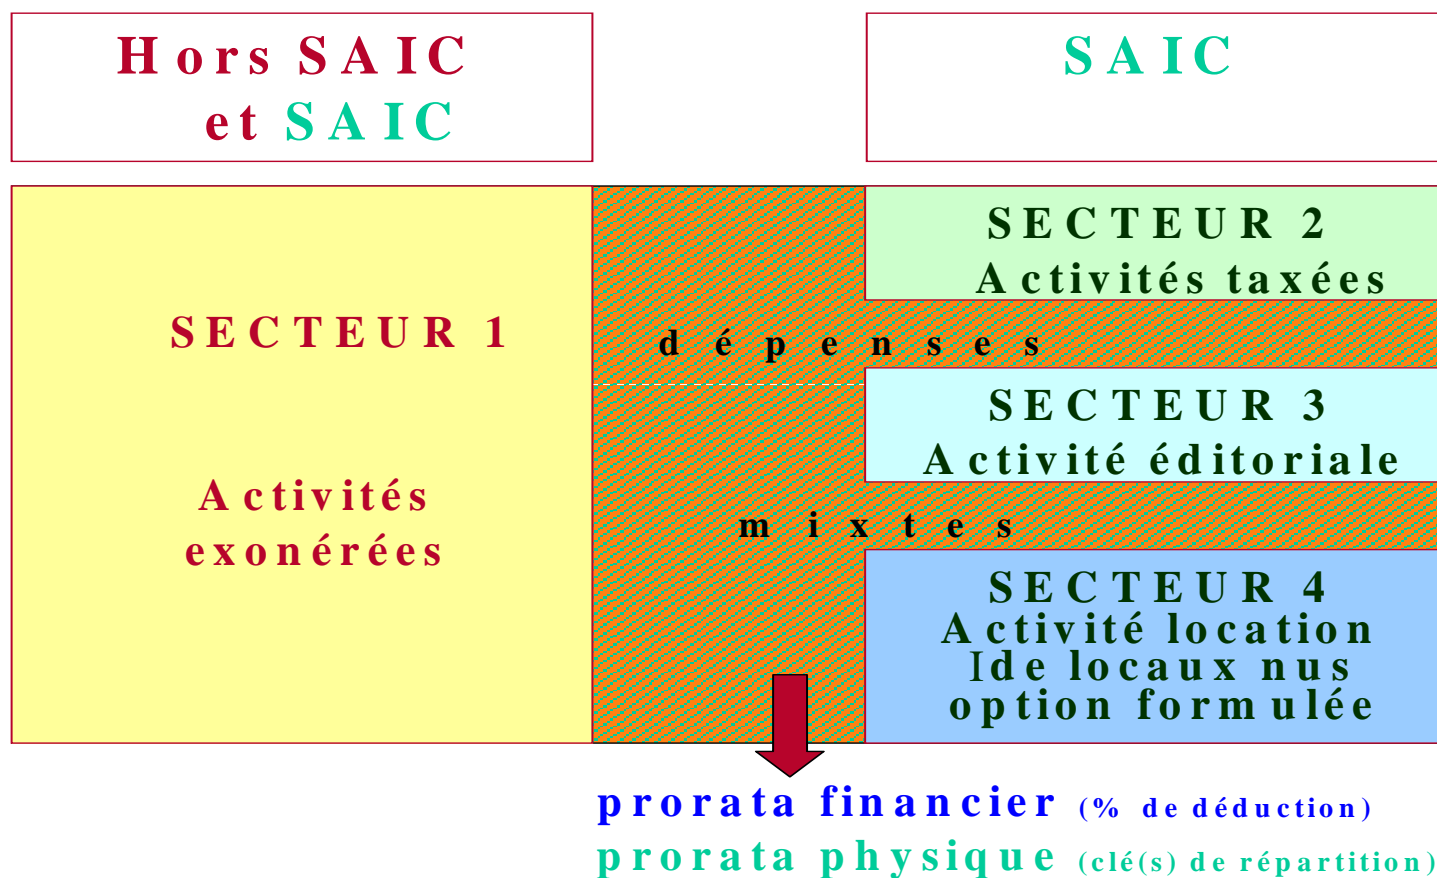 Hors SAIC
et SAIC
SAIC
SECTEUR 1
Activités
exonérées
dépenses
mixtes
SECTEUR 2
Activités taxées
SECTEUR 3
Activité éditoriale
SECTEUR 4
Activité location
Ide locaux nus
option formulée
prorata financier (% de déduction)
prorata physique (clé(s) de répartition)